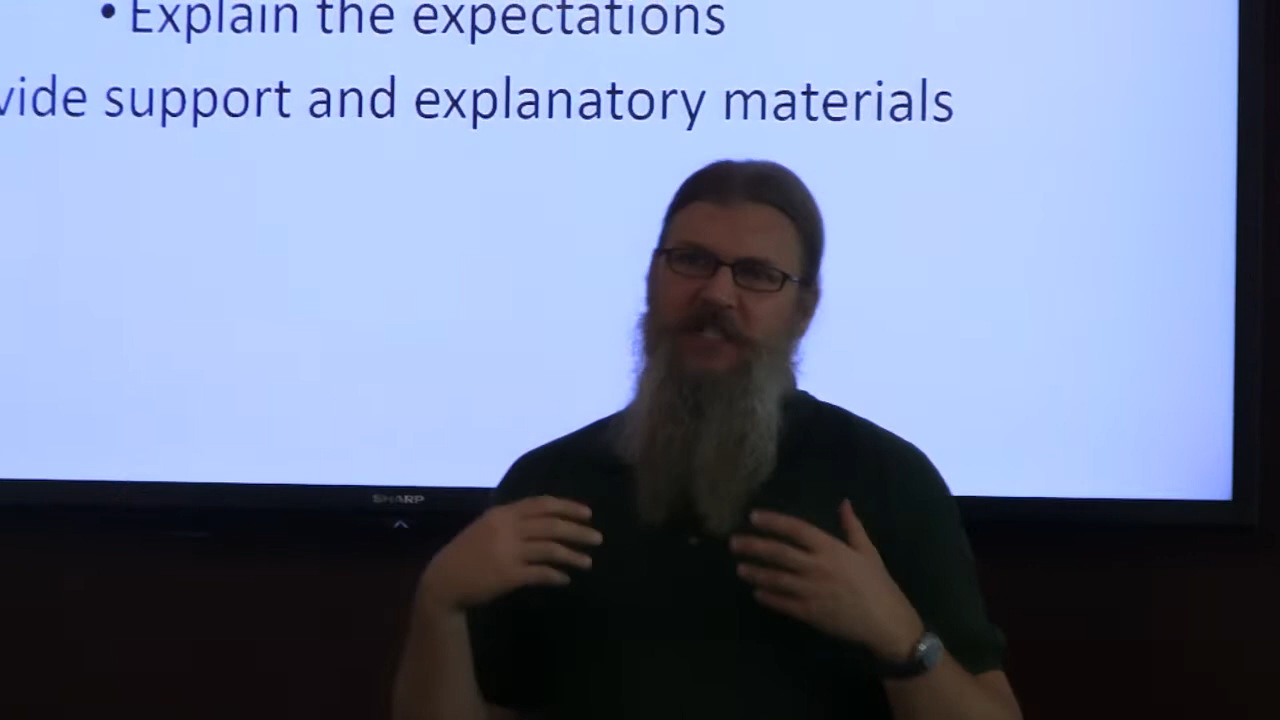 • Explain the expectations
vide support and explanatory materials
SHARP